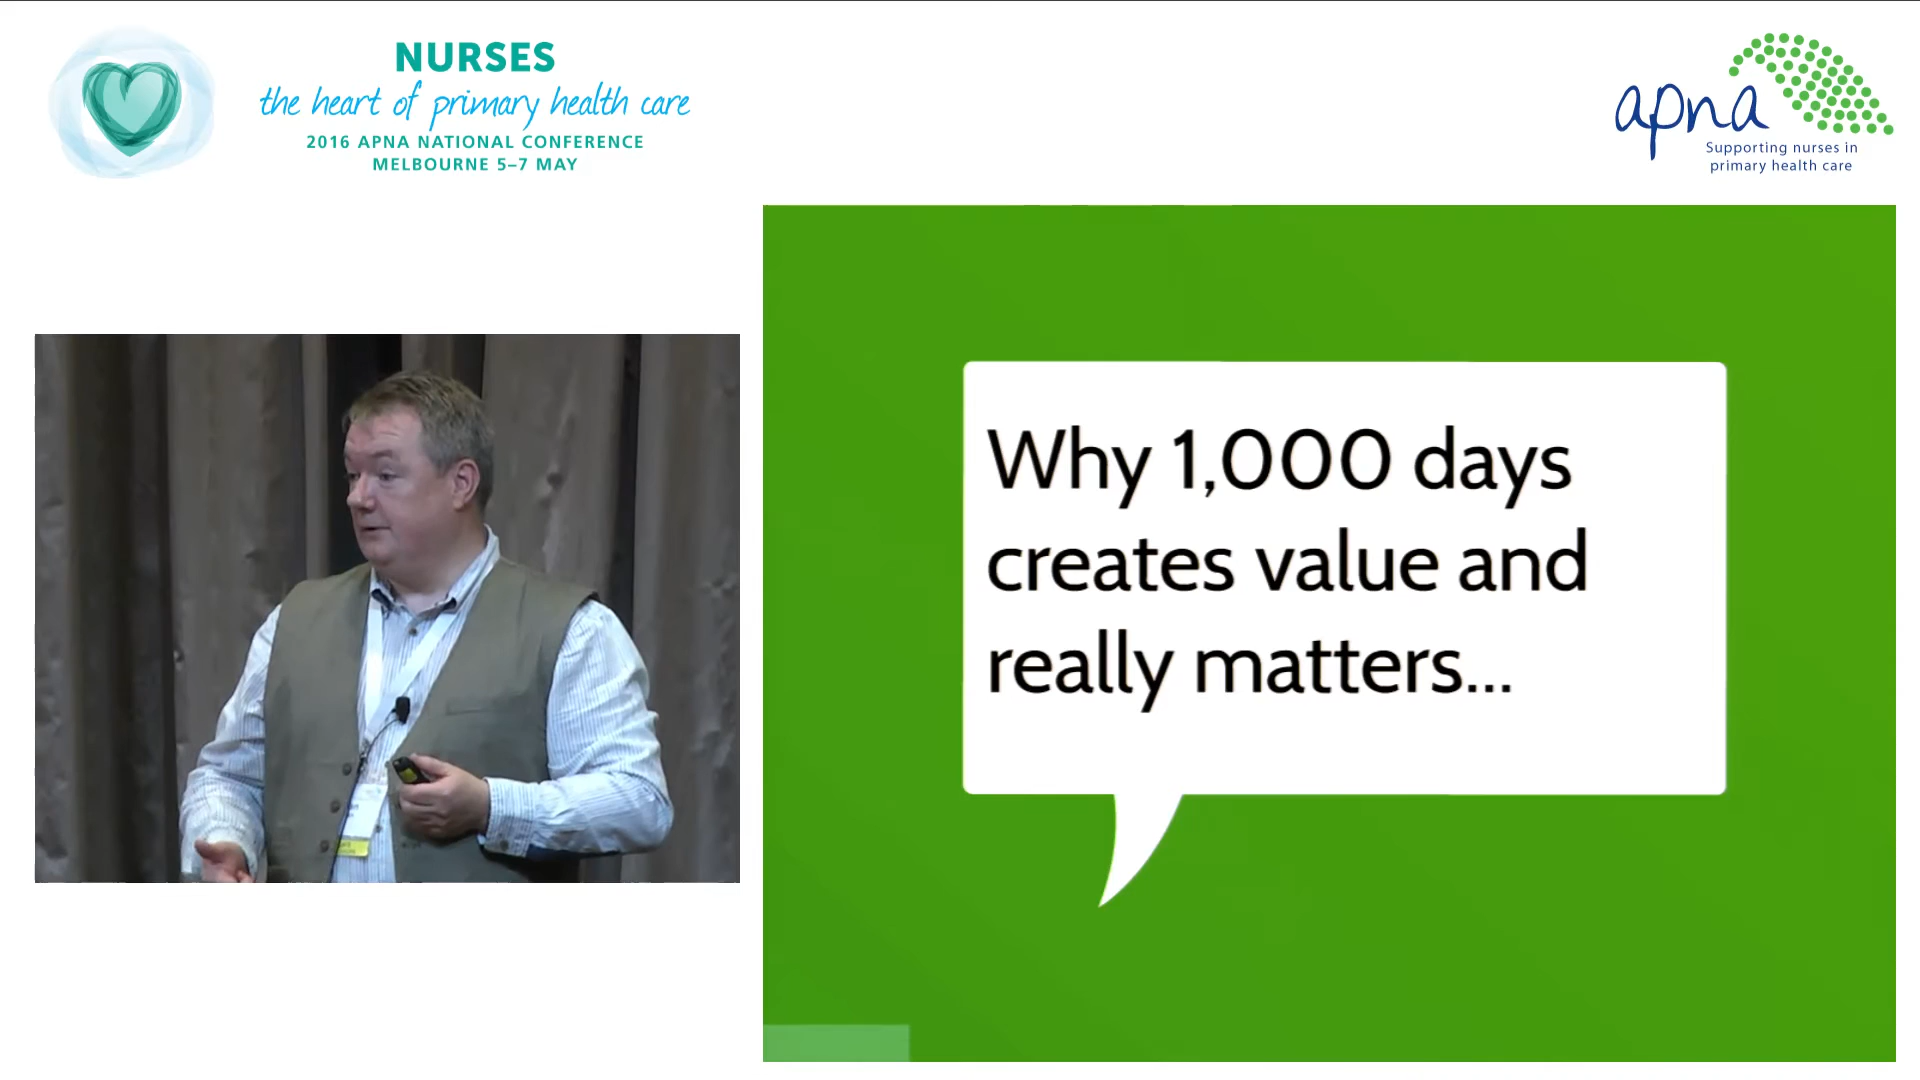 NURSES
the heart of primary health care
2016 APNA NATIONAL CONFERENCE
MELBOURNE 5–7 MAY
apna
Supporting nurses in
primary health care
Why 1,000 days
creates value and
really matters...